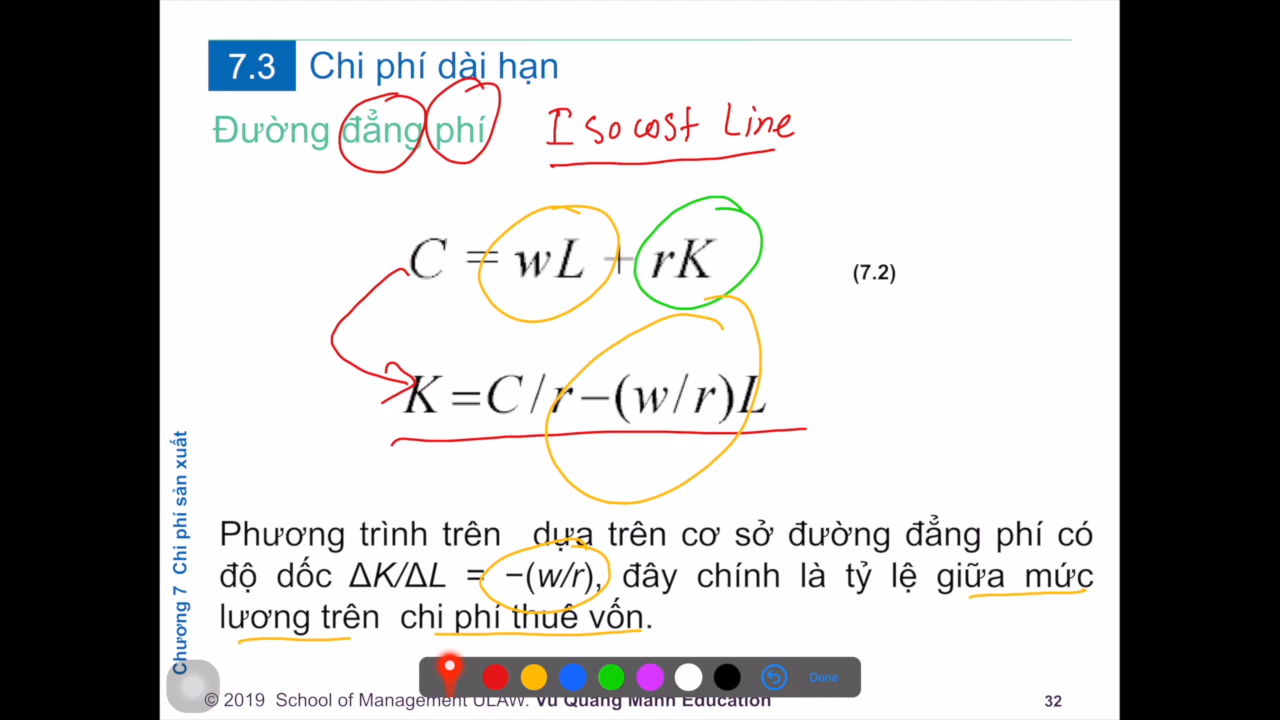 7.3 Chi phí dài hạn
Đường đẳng phí Isocost Line
C = wL + rK (7.2)
K = C/r −(w/r)L
Phương trình trên dựa trên cơ sở đường đẳng phí có
độ dốc ΔK/ΔL = −(w/r), đây chính là tỷ lệ giữa mức
lương trên chi phí thuê vốn.
Chương 7 Chi phí sản xuất
Done
© 2019 School of Management ULAW. Vũ Quang Mạnh Education 32